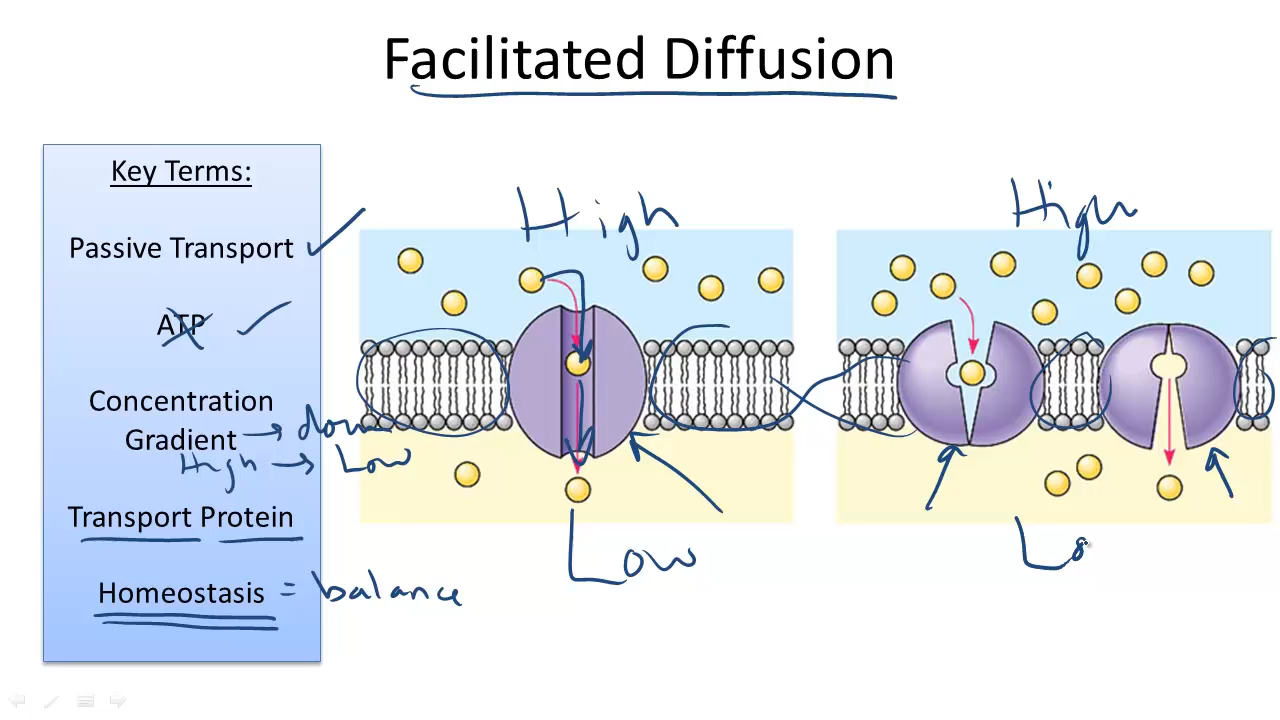 Facilitated Diffusion
Key Terms:
Passive Transport
ATP
Concentration
Gradient → down
High → Low
Transport Protein
Homeostasis = balance
High
Low
High
Lo